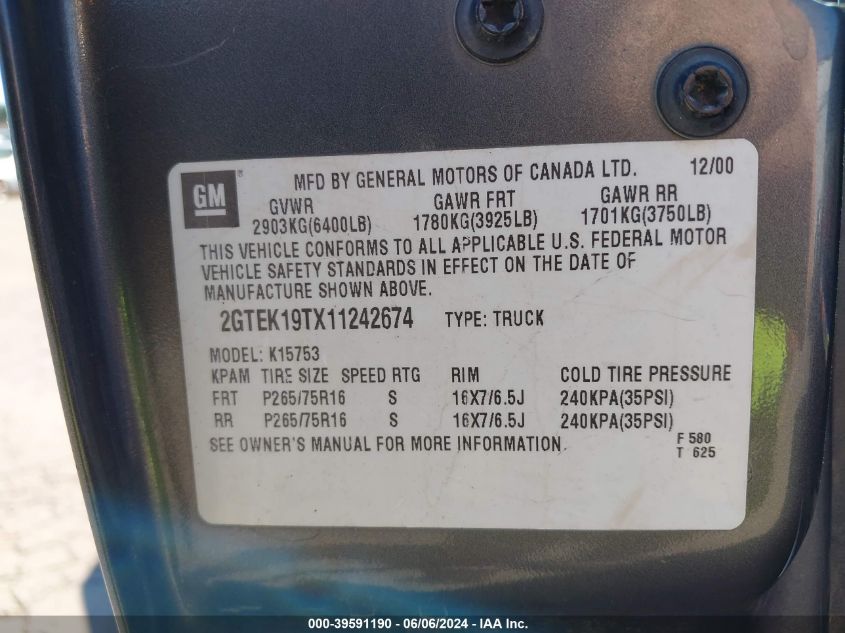 GM ®
MFD BY GENERAL MOTORS OF CANADA LTD. 12/00
GVWR GAWR FRT GAWR RR
2903KG(6400LB) 1780KG(3925LB) 1701KG(3750LB)
THIS VEHICLE CONFORMS TO ALL APPLICABLE U.S. FEDERAL MOTOR
VEHICLE SAFETY STANDARDS IN EFFECT ON THE DATE OF
MANUFACTURE SHOWN ABOVE.
2GTEK19TX11242674 TYPE: TRUCK
MODEL: K15753
KPAM TIRE SIZE SPEED RTG RIM COLD TIRE PRESSURE
FRT P265/75R16 S 16X7/6.5J 240KPA(35PSI)
RR P265/75R16 S 16X7/6.5J 240KPA(35PSI)
SEE OWNER'S MANUAL FOR MORE INFORMATION.
F 580
T 625
000-39591190 - 06/06/2024 - IAA Inc.